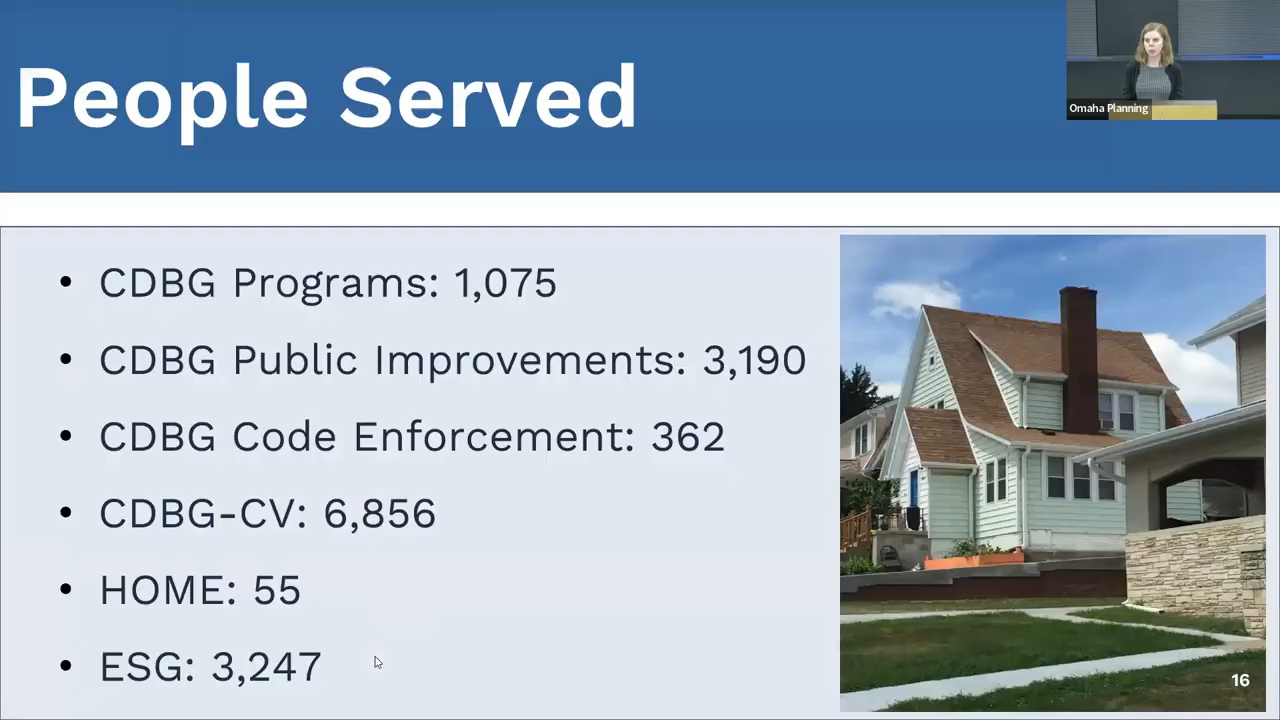 People Served
Omaha Planning
• CDBG Programs: 1,075
• CDBG Public Improvements: 3,190
• CDBG Code Enforcement: 362
• CDBG-CV: 6,856
• HOME: 55
• ESG: 3,247
16